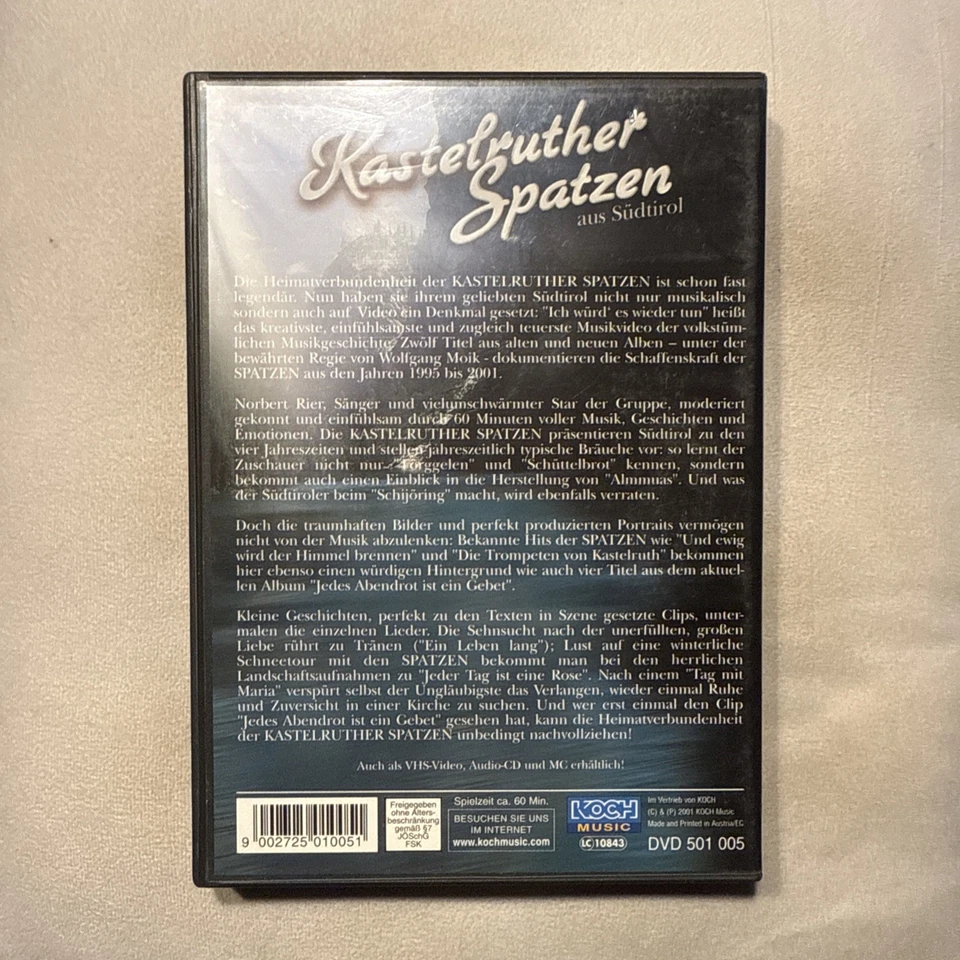 Kastelruther
Spatzen
aus Südtirol
Die Heimatverbundenheit der KASTELRUTHER SPATZEN ist schon fast
legendär. Nun haben sie ihrem geliebten Südtirol nicht nur musikalisch
sondern auch auf Video ein Denkmal gesetzt: "Ich würd' es wieder tun" heißt
das kreativste, einfühlsamste und zugleich teuerste Musikvideo der volkstüm-
lichen Musikgeschichte. Zwölf Titel aus alten und neuen Alben – unter der
bewährten Regie von Wolfgang Moik - dokumentieren die Schaffenskraft der
SPATZEN aus den Jahren 1995 bis 2001.
Norbert Rier, Sänger und vielumschwärmter Star der Gruppe, moderiert
gekonnt und einfühlsam durch 60 Minuten voller Musik, Geschichten und
Emotionen. Die KASTELRUTHER SPATZEN präsentieren Südtirol zu den
vier Jahreszeiten und stellen jahreszeitlich typische Bräuche vor: so lernt der
Zuschauer nicht nur "Törggelen" und "Schüttelbrot" kennen, sondern
bekommt auch einen Einblick in die Herstellung von "Almmuas". Und was
der Südtiroler beim "Schijöring" macht, wird ebenfalls verraten.
Doch die traumhaften Bilder und perfekt produzierten Portraits vermögen
nicht von der Musik abzulenken: Bekannte Hits der SPATZEN wie "Und ewig
wird der Himmel brennen" und "Die Trompeten von Kastelruth" bekommen
hier ebenso einen würdigen Hintergrund wie auch vier Titel aus dem aktuel-
len Album "Jedes Abendrot ist ein Gebet".
Kleine Geschichten, perfekt zu den Texten in Szene gesetzte Clips, unter-
malen die einzelnen Lieder. Die Sehnsucht nach der unerfüllten, großen
Liebe rührt zu Tränen ("Ein Leben lang"); Lust auf eine winterliche
Schneetour mit den SPATZEN bekommt man bei den herrlichen
Landschaftsaufnahmen zu "Jeder Tag ist eine Rose". Nach einem "Tag mit
Maria" verspürt selbst der Ungläubigste das Verlangen, wieder einmal Ruhe
und Zuversicht in einer Kirche zu suchen. Und wer erst einmal den Clip
"Jedes Abendrot ist ein Gebet" gesehen hat, kann die Heimatverbundenheit
der KASTELRUTHER SPATZEN unbedingt nachvollziehen!
Auch als VHS-Video, Audio-CD und MC erhältlich!
9 002725 010051
Freigegeben
ohne Alters-
beschränkung
gemäß §7
JÖSchG
FSK
Spielzeit ca. 60 Min.
BESUCHEN SIE UNS
IM INTERNET
www.kochmusic.com
KOCH
MUSIC
LC 10843
Im Vertrieb von KOCH
(C) & (P) 2001 KOCH Music
Made and Printed in Austria/EC
DVD 501 005